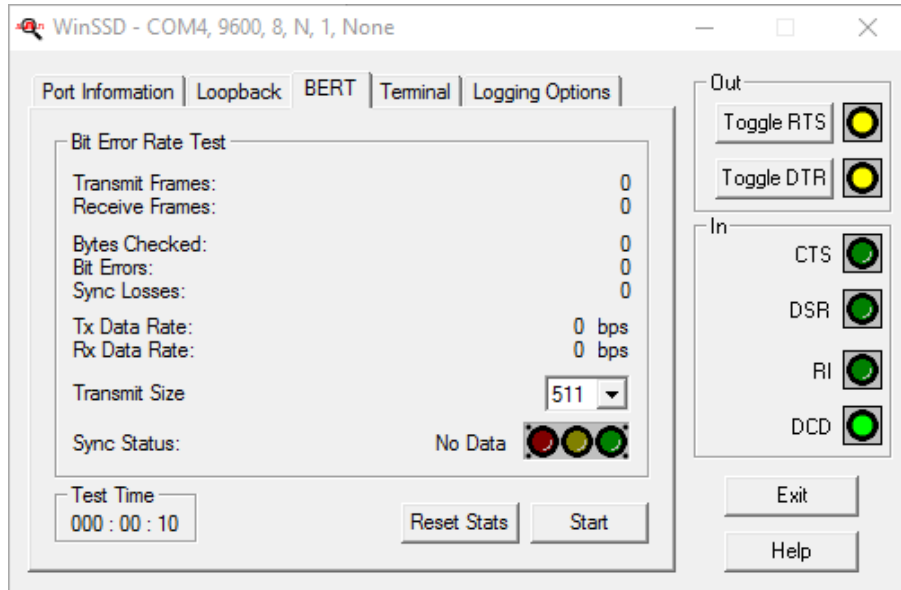 WinSSD - COM4, 9600, 8, N, 1, None
Port Information Loopback BERT Terminal Logging Options
Bit Error Rate Test
Transmit Frames: 0
Receive Frames: 0
Bytes Checked: 0
Bit Errors: 0
Sync Losses: 0
Tx Data Rate: 0 bps
Rx Data Rate: 0 bps
Transmit Size 511
Sync Status: No Data
Test Time
000 : 00 : 10
Reset Stats Start
Out
Toggle RTS
Toggle DTR
In
CTS
DSR
RI
DCD
Exit
Help